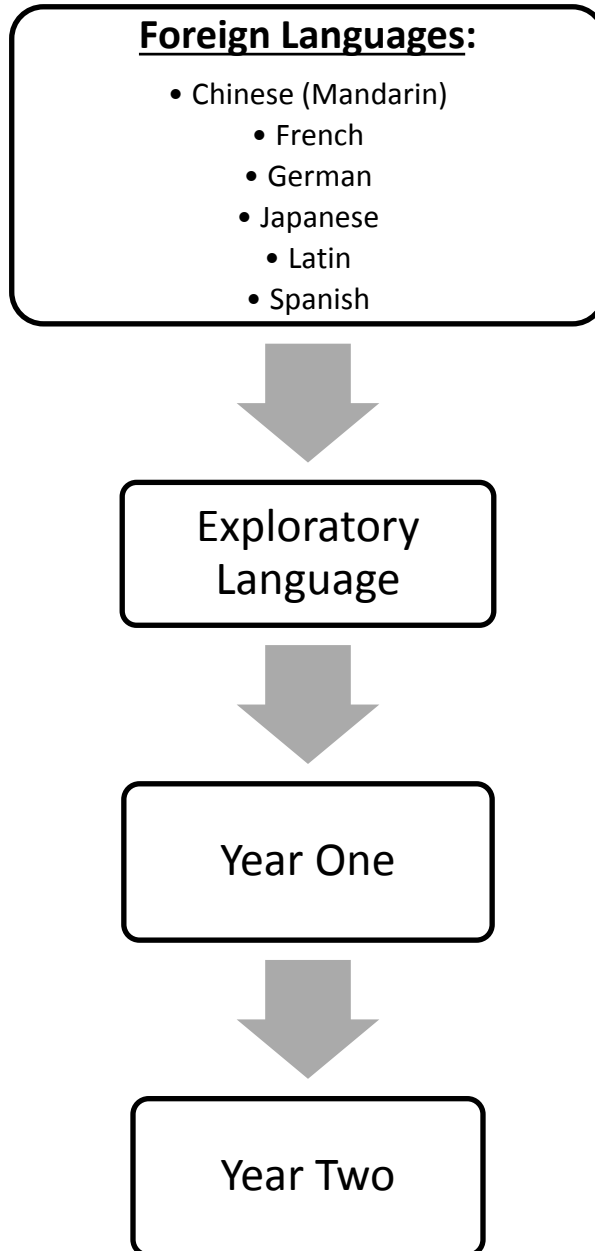 Foreign Languages:
• Chinese (Mandarin)
• French
• German
• Japanese
• Latin
• Spanish
Exploratory
Language
Year One
Year Two